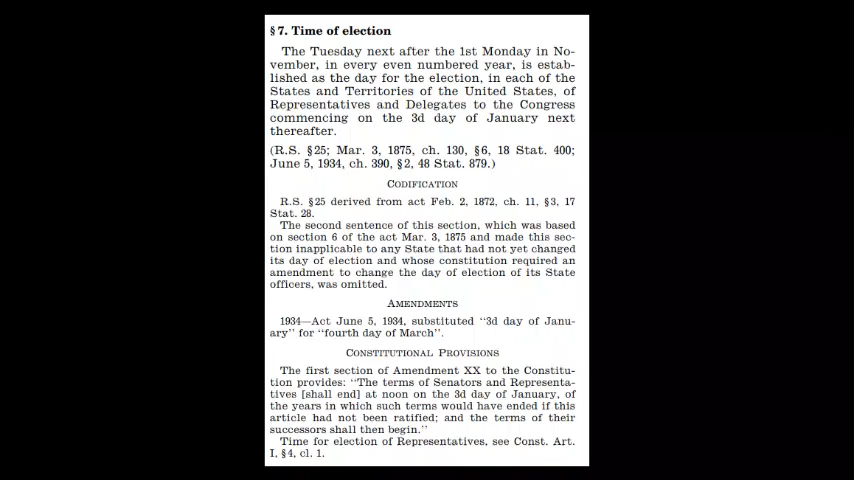 § 7. Time of election
The Tuesday next after the 1st Monday in No-
vember, in every even numbered year, is estab-
lished as the day for the election, in each of the
States and Territories of the United States, of
Representatives and Delegates to the Congress
commencing on the 3d day of January next
thereafter.
(R.S. §25; Mar. 3, 1875, ch. 130, §6, 18 Stat. 400;
June 5, 1934, ch. 390, §2, 48 Stat. 879.)
CODIFICATION
R.S. §25 derived from act Feb. 2, 1872, ch. 11, §3, 17
Stat. 28.
The second sentence of this section, which was based
on section 6 of the act Mar. 3, 1875 and made this sec-
tion inapplicable to any State that had not yet changed
its day of election and whose constitution required an
amendment to change the day of election of its State
officers, was omitted.
AMENDMENTS
1934—Act June 5, 1934, substituted ‘‘3d day of Janu-
ary’’ for ‘‘fourth day of March’’.
CONSTITUTIONAL PROVISIONS
The first section of Amendment XX to the Constitu-
tion provides: ‘‘The terms of Senators and Representa-
tives [shall end] at noon on the 3d day of January, of
the years in which such terms would have ended if this
article had not been ratified; and the terms of their
successors shall then begin.’’
Time for election of Representatives, see Const. Art.
I, §4, cl. 1.